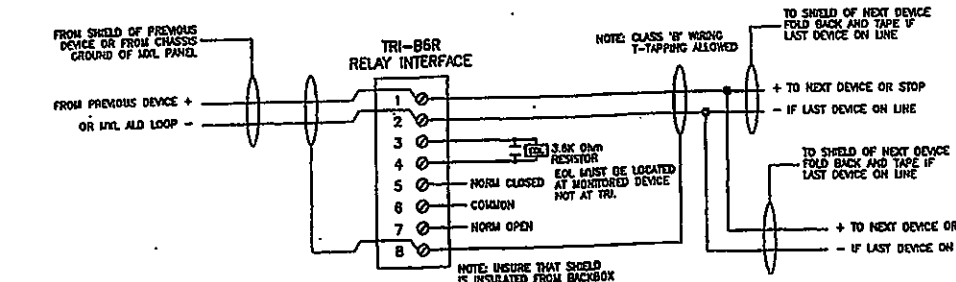 FROM SHIELD OF PREVIOUS
DEVICE OR FROM CHASSIS
GROUND OF MXL PANEL
FROM PREVIOUS DEVICE +
OR MXL ALD LOOP -
TRI-B6R
RELAY INTERFACE
1
2
3
4
5
6
7
8
3.6K Ohm
RESISTOR
EOL MUST BE LOCATED
AT MONITORED DEVICE
NOT AT TRI.
EOL
NORM CLOSED
COMMON
NORM OPEN
NOTE: INSURE THAT SHIELD
IS INSULATED FROM BACKBOX
NOTE: CLASS 'B' WIRING
T-TAPPING ALLOWED
TO SHIELD OF NEXT DEVICE
FOLD BACK AND TAPE IF
LAST DEVICE ON LINE
+ TO NEXT DEVICE OR STOP
- IF LAST DEVICE ON LINE
TO SHIELD OF NEXT DEVICE
FOLD BACK AND TAPE IF
LAST DEVICE ON LINE
+ TO NEXT DEVICE OR
- IF LAST DEVICE ON